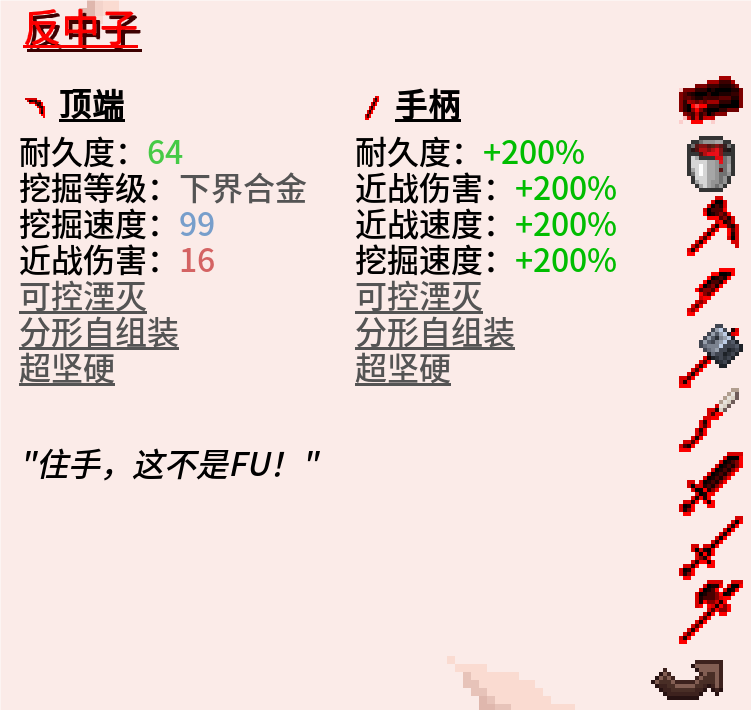 反中子
顶端
耐久度：64
挖掘等级：下界合金
挖掘速度：99
近战伤害：16
可控湮灭
分形自组装
超坚硬
手柄
耐久度：+200%
近战伤害：+200%
近战速度：+200%
挖掘速度：+200%
可控湮灭
分形自组装
超坚硬
"住手，这不是FU！"